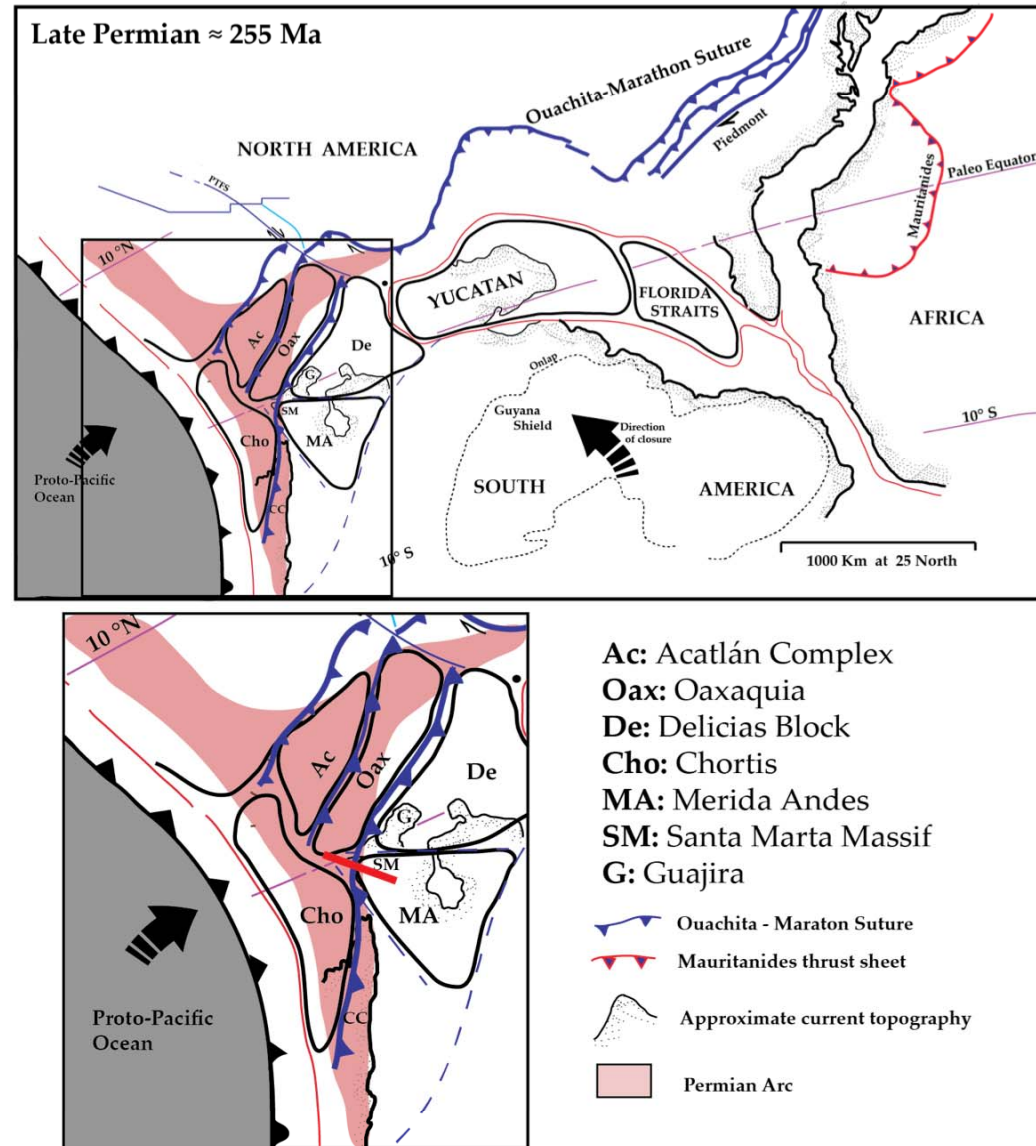 Late Permian ≈ 255 Ma
Ouachita-Marathon Suture
NORTH AMERICA
Piedmont
PTFS
Paleo Equator
Mauritanides
10 °N
YUCATAN
FLORIDA
STRAITS
AFRICA
Ac
Oax
De
G
Onlap
SM
Guyana
Shield
10° S
Cho
MA
Direction
of closure
Proto-Pacific
Ocean
SOUTH
AMERICA
CC
10° S
1000 Km at 25 North
10 °N
Ac
Oax
De
G
SM
Cho
MA
CC
Proto-Pacific
Ocean
Ac: Acatlán Complex
Oax: Oaxaquia
De: Delicias Block
Cho: Chortis
MA: Merida Andes
SM: Santa Marta Massif
G: Guajira
Ouachita - Maraton Suture
Mauritanides thrust sheet
Approximate current topography
Permian Arc